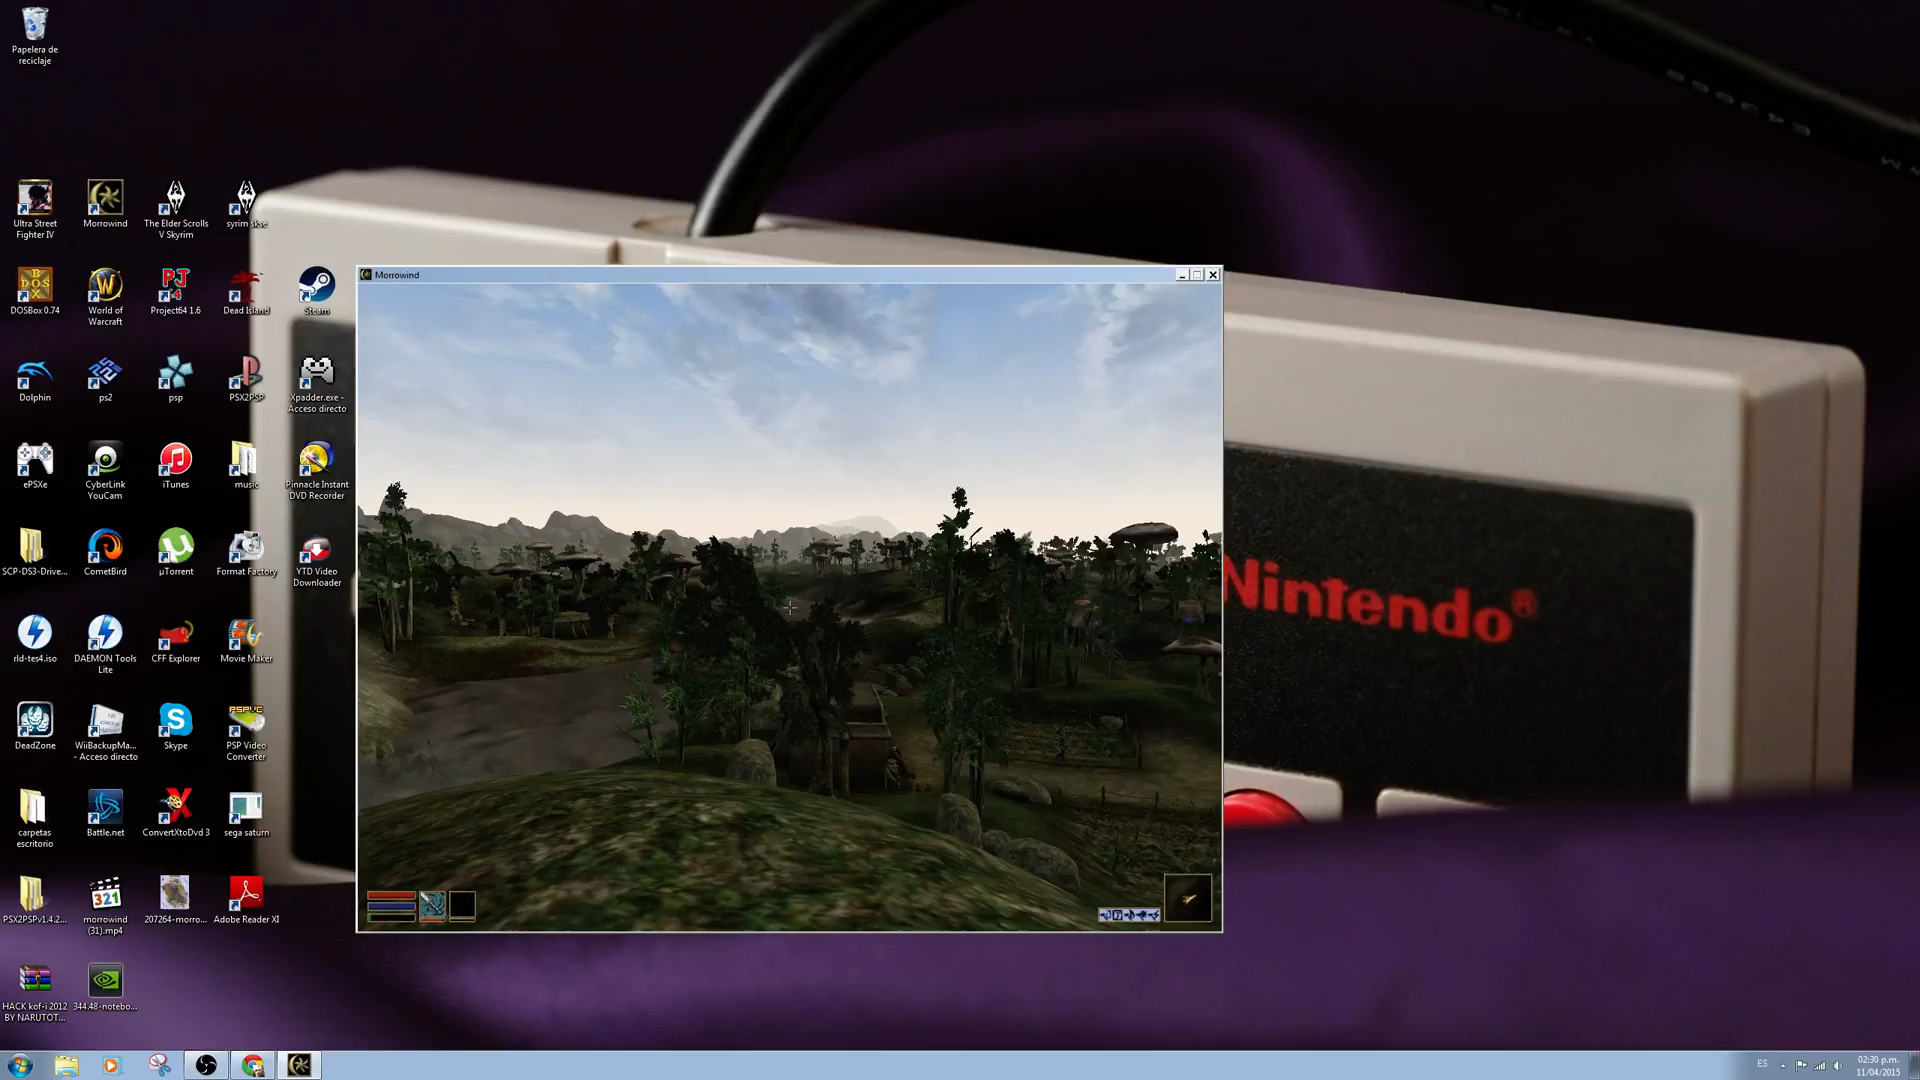 Papelera de
reciclaje
Ultra Street
Fighter IV
Morrowind
The Elder Scrolls
V Skyrim
syrim skse
DOSBox 0.74
World of
Warcraft
Project64 1.6
Dead Island
Steam
Dolphin
ps2
psp
PSX2PSP
Xpadder.exe -
Acceso directo
ePSXe
CyberLink
YouCam
iTunes
music
Pinnacle Instant
DVD Recorder
SCP-DS3-Drive...
CometBird
µTorrent
Format Factory
YTD Video
Downloader
rld-tes4.iso
DAEMON Tools
Lite
CFF Explorer
Movie Maker
DeadZone
WiiBackupMa...
- Acceso directo
Skype
PSP Video
Converter
carpetas
escritorio
Battle.net
ConvertXtoDvd 3
sega saturn
PSX2PSPv1.4.2...
morrowind
(31).mp4
207264-morro...
Adobe Reader XI
HACK kof-i 2012
BY NARUTOT...
344.48-notebo...
Morrowind
Nintendo®
ES
02:30 p.m.
11/04/2015